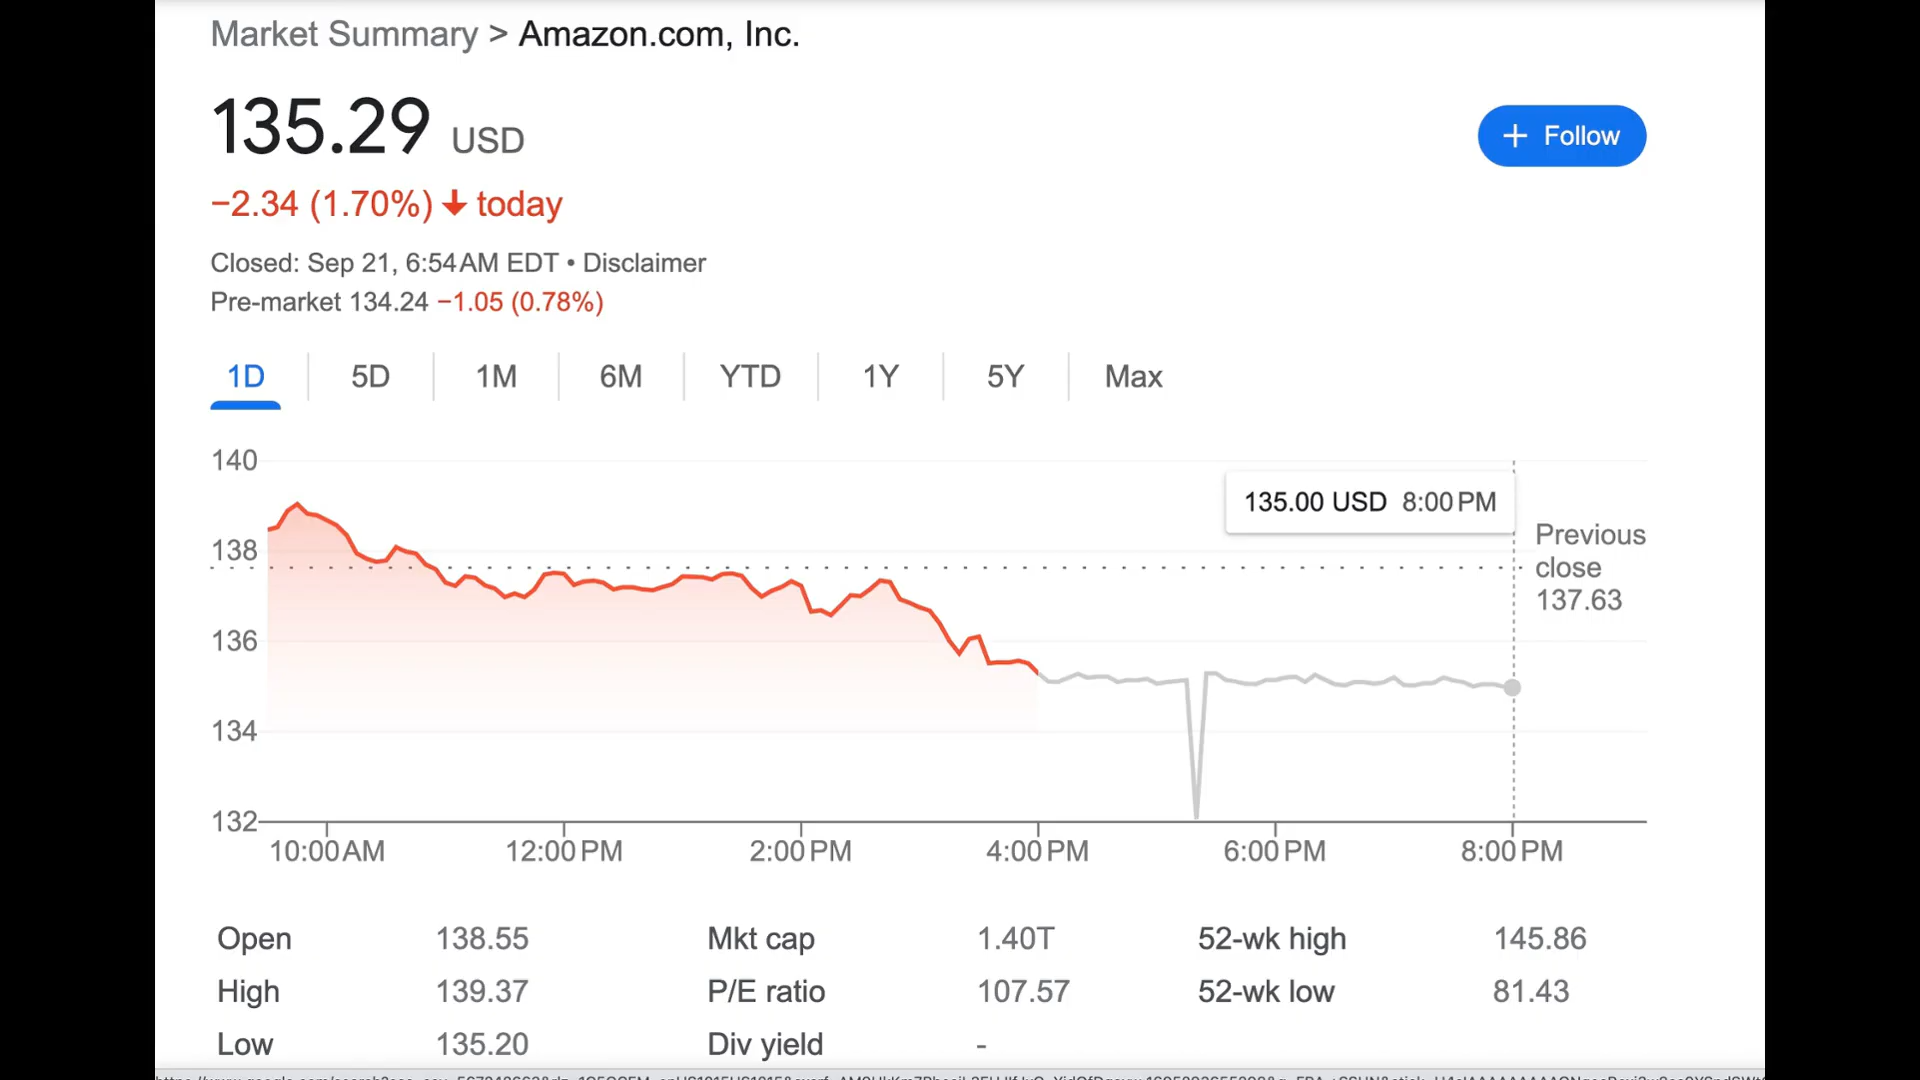 Market Summary > Amazon.com, Inc.
135.29 USD
+ Follow
−2.34 (1.70%) ↓ today
Closed: Sep 21, 6:54 AM EDT • Disclaimer
Pre-market 134.24 −1.05 (0.78%)
1D 5D 1M 6M YTD 1Y 5Y Max
140
138
136
134
132
135.00 USD 8:00 PM
Previous
close
137.63
10:00 AM 12:00 PM 2:00 PM 4:00 PM 6:00 PM 8:00 PM
Open 138.55 Mkt cap 1.40T 52-wk high 145.86
High 139.37 P/E ratio 107.57 52-wk low 81.43
Low 135.20 Div yield -